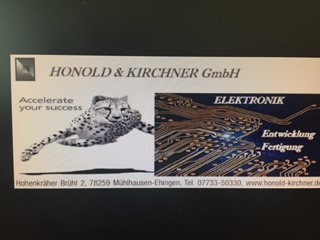 HONOLD & KIRCHNER GmbH
Accelerate
your success
ELEKTRONIK
Entwicklung
Fertigung
Hohenkräher Brühl 2, 78259 Mühlhausen-Ehingen, Tel. 07733-50330, www.honold-kirchner.de